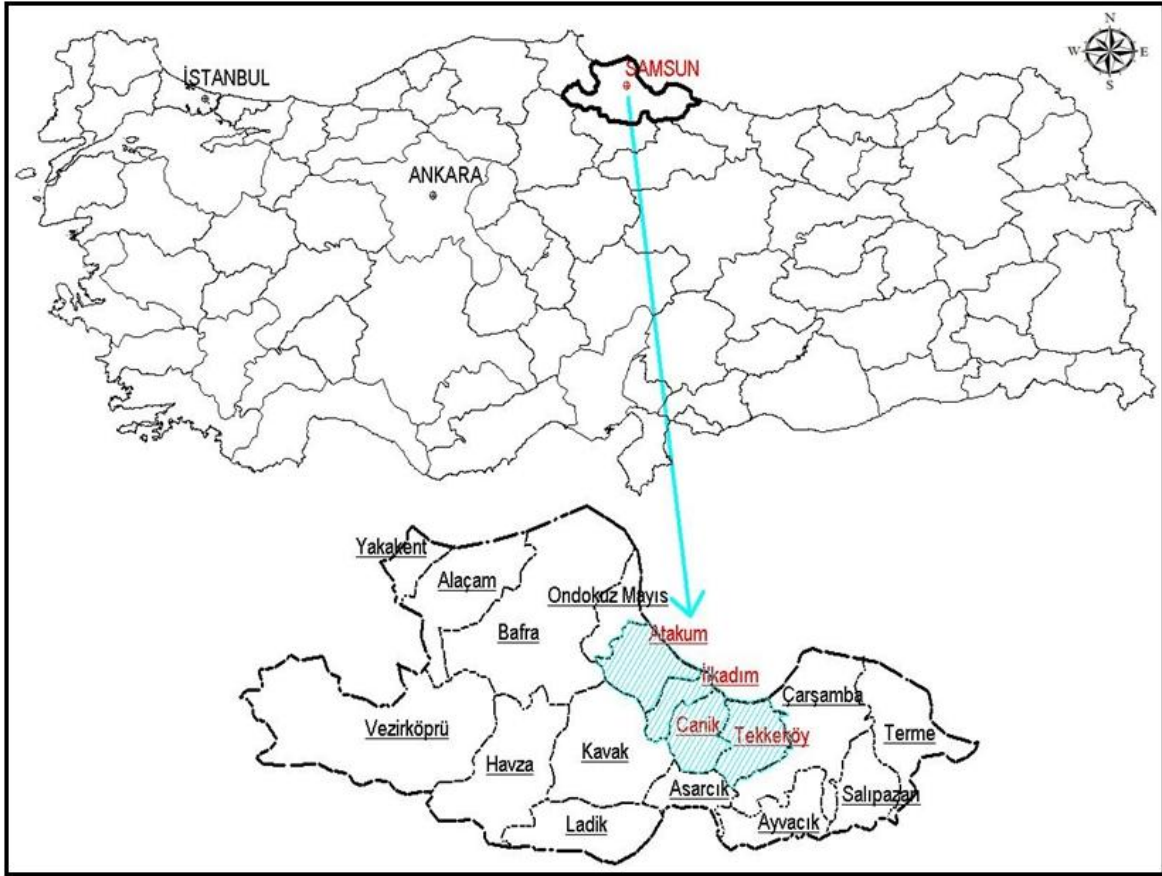 N
W
E
S
SAMSUN
İSTANBUL
ANKARA
Yakakent
Alaçam
Ondokuz Mayıs
Bafra
Atakum
İlkadım
Çarşamba
Vezirköprü
Canik
Tekkeköy
Terme
Kavak
Havza
Asarcık
Salıpazarı
Ladik
Ayvacık